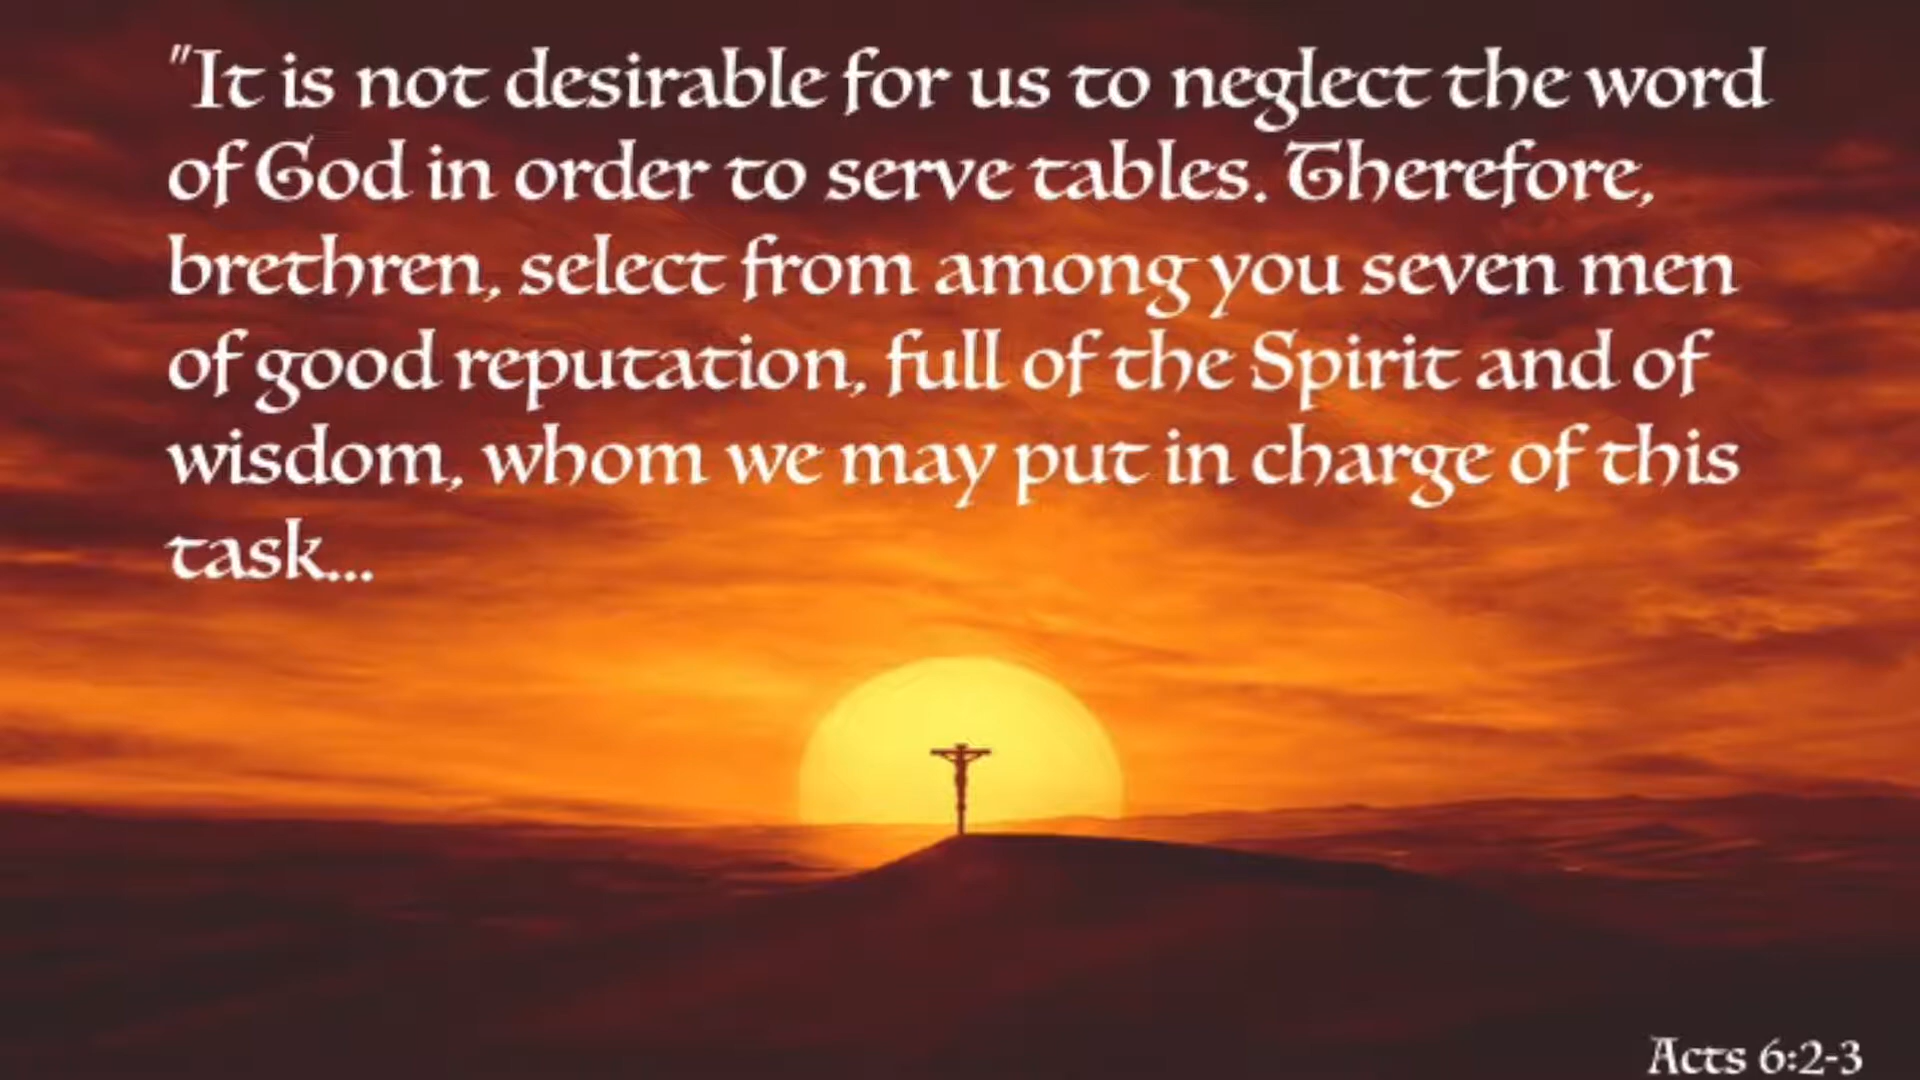 "It is not desirable for us to neglect the word
of God in order to serve tables. Therefore,
brethren, select from among you seven men
of good reputation, full of the Spirit and of
wisdom, whom we may put in charge of this
task...
Acts 6:2-3